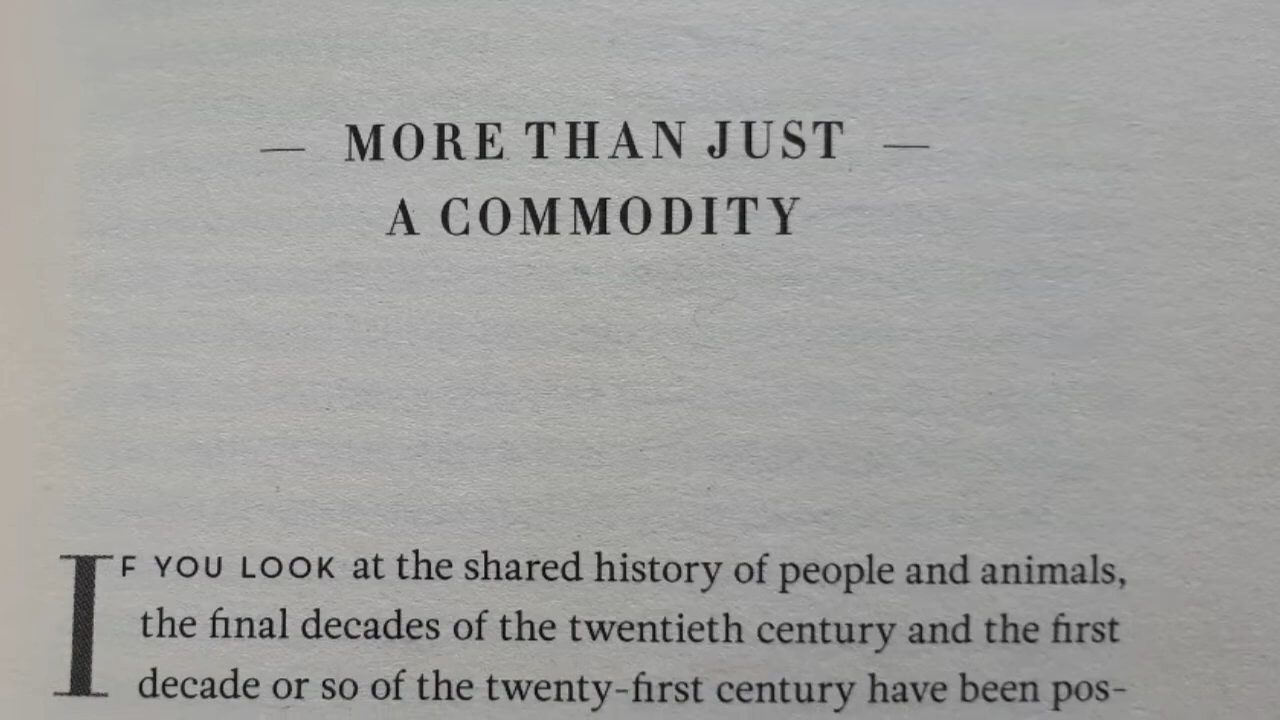 — MORE THAN JUST —
A COMMODITY
IF YOU LOOK at the shared history of people and animals,
the final decades of the twentieth century and the first
decade or so of the twenty-first century have been pos-